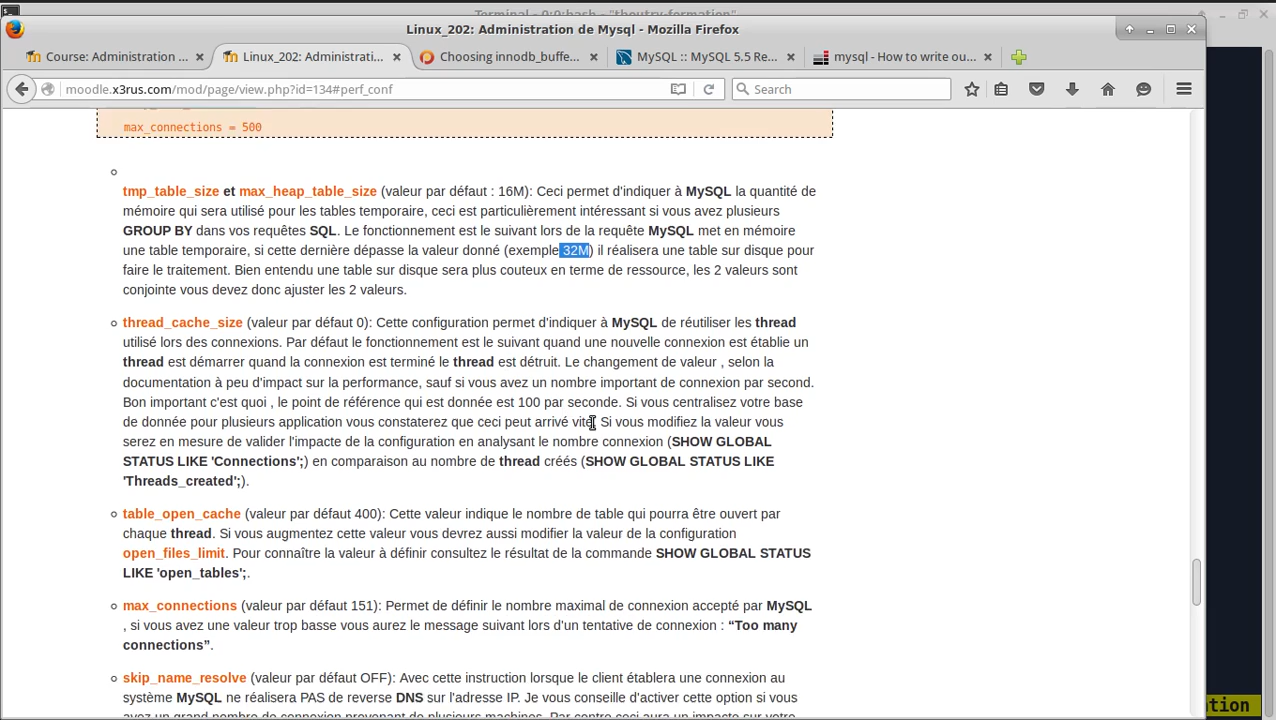 Terminal - 0:0:bash - "thoutry-formation"
Linux_202: Administration de Mysql - Mozilla Firefox
Course: Administration ...
Linux_202: Administrati...
Choosing innodb_buffe...
MySQL :: MySQL 5.5 Re...
mysql - How to write ou...
moodle.x3rus.com/mod/page/view.php?id=134#perf_conf
Search
max_connections = 500
tmp_table_size et max_heap_table_size (valeur par défaut : 16M): Ceci permet d'indiquer à MySQL la quantité de
mémoire qui sera utilisé pour les tables temporaire, ceci est particulièrement intéressant si vous avez plusieurs
GROUP BY dans vos requêtes SQL. Le fonctionnement est le suivant lors de la requête MySQL met en mémoire
une table temporaire, si cette dernière dépasse la valeur donné (exemple 32M) il réalisera une table sur disque pour
faire le traitement. Bien entendu une table sur disque sera plus couteux en terme de ressource, les 2 valeurs sont
conjointe vous devez donc ajuster les 2 valeurs.
thread_cache_size (valeur par défaut 0): Cette configuration permet d'indiquer à MySQL de réutiliser les thread
utilisé lors des connexions. Par défaut le fonctionnement est le suivant quand une nouvelle connexion est établie un
thread est démarrer quand la connexion est terminé le thread est détruit. Le changement de valeur , selon la
documentation à peu d'impact sur la performance, sauf si vous avez un nombre important de connexion par second.
Bon important c'est quoi , le point de référence qui est donnée est 100 par seconde. Si vous centralisez votre base
de donnée pour plusieurs application vous constaterez que ceci peut arrivé vite. Si vous modifiez la valeur vous
serez en mesure de valider l'impacte de la configuration en analysant le nombre connexion (SHOW GLOBAL
STATUS LIKE 'Connections';) en comparaison au nombre de thread créés (SHOW GLOBAL STATUS LIKE
'Threads_created';).
table_open_cache (valeur par défaut 400): Cette valeur indique le nombre de table qui pourra être ouvert par
chaque thread. Si vous augmentez cette valeur vous devrez aussi modifier la valeur de la configuration
open_files_limit. Pour connaître la valeur à définir consultez le résultat de la commande SHOW GLOBAL STATUS
LIKE 'open_tables';.
max_connections (valeur par défaut 151): Permet de définir le nombre maximal de connexion accepté par MySQL
, si vous avez une valeur trop basse vous aurez le message suivant lors d'un tentative de connexion : “Too many
connections”.
skip_name_resolve (valeur par défaut OFF): Avec cette instruction lorsque le client établera une connexion au
système MySQL ne réalisera PAS de reverse DNS sur l'adresse IP. Je vous conseille d'activer cette option si vous
avez un grand nombre de connexion provenant de plusieurs machines. Par contre ceci aura un impacte sur votre
ation